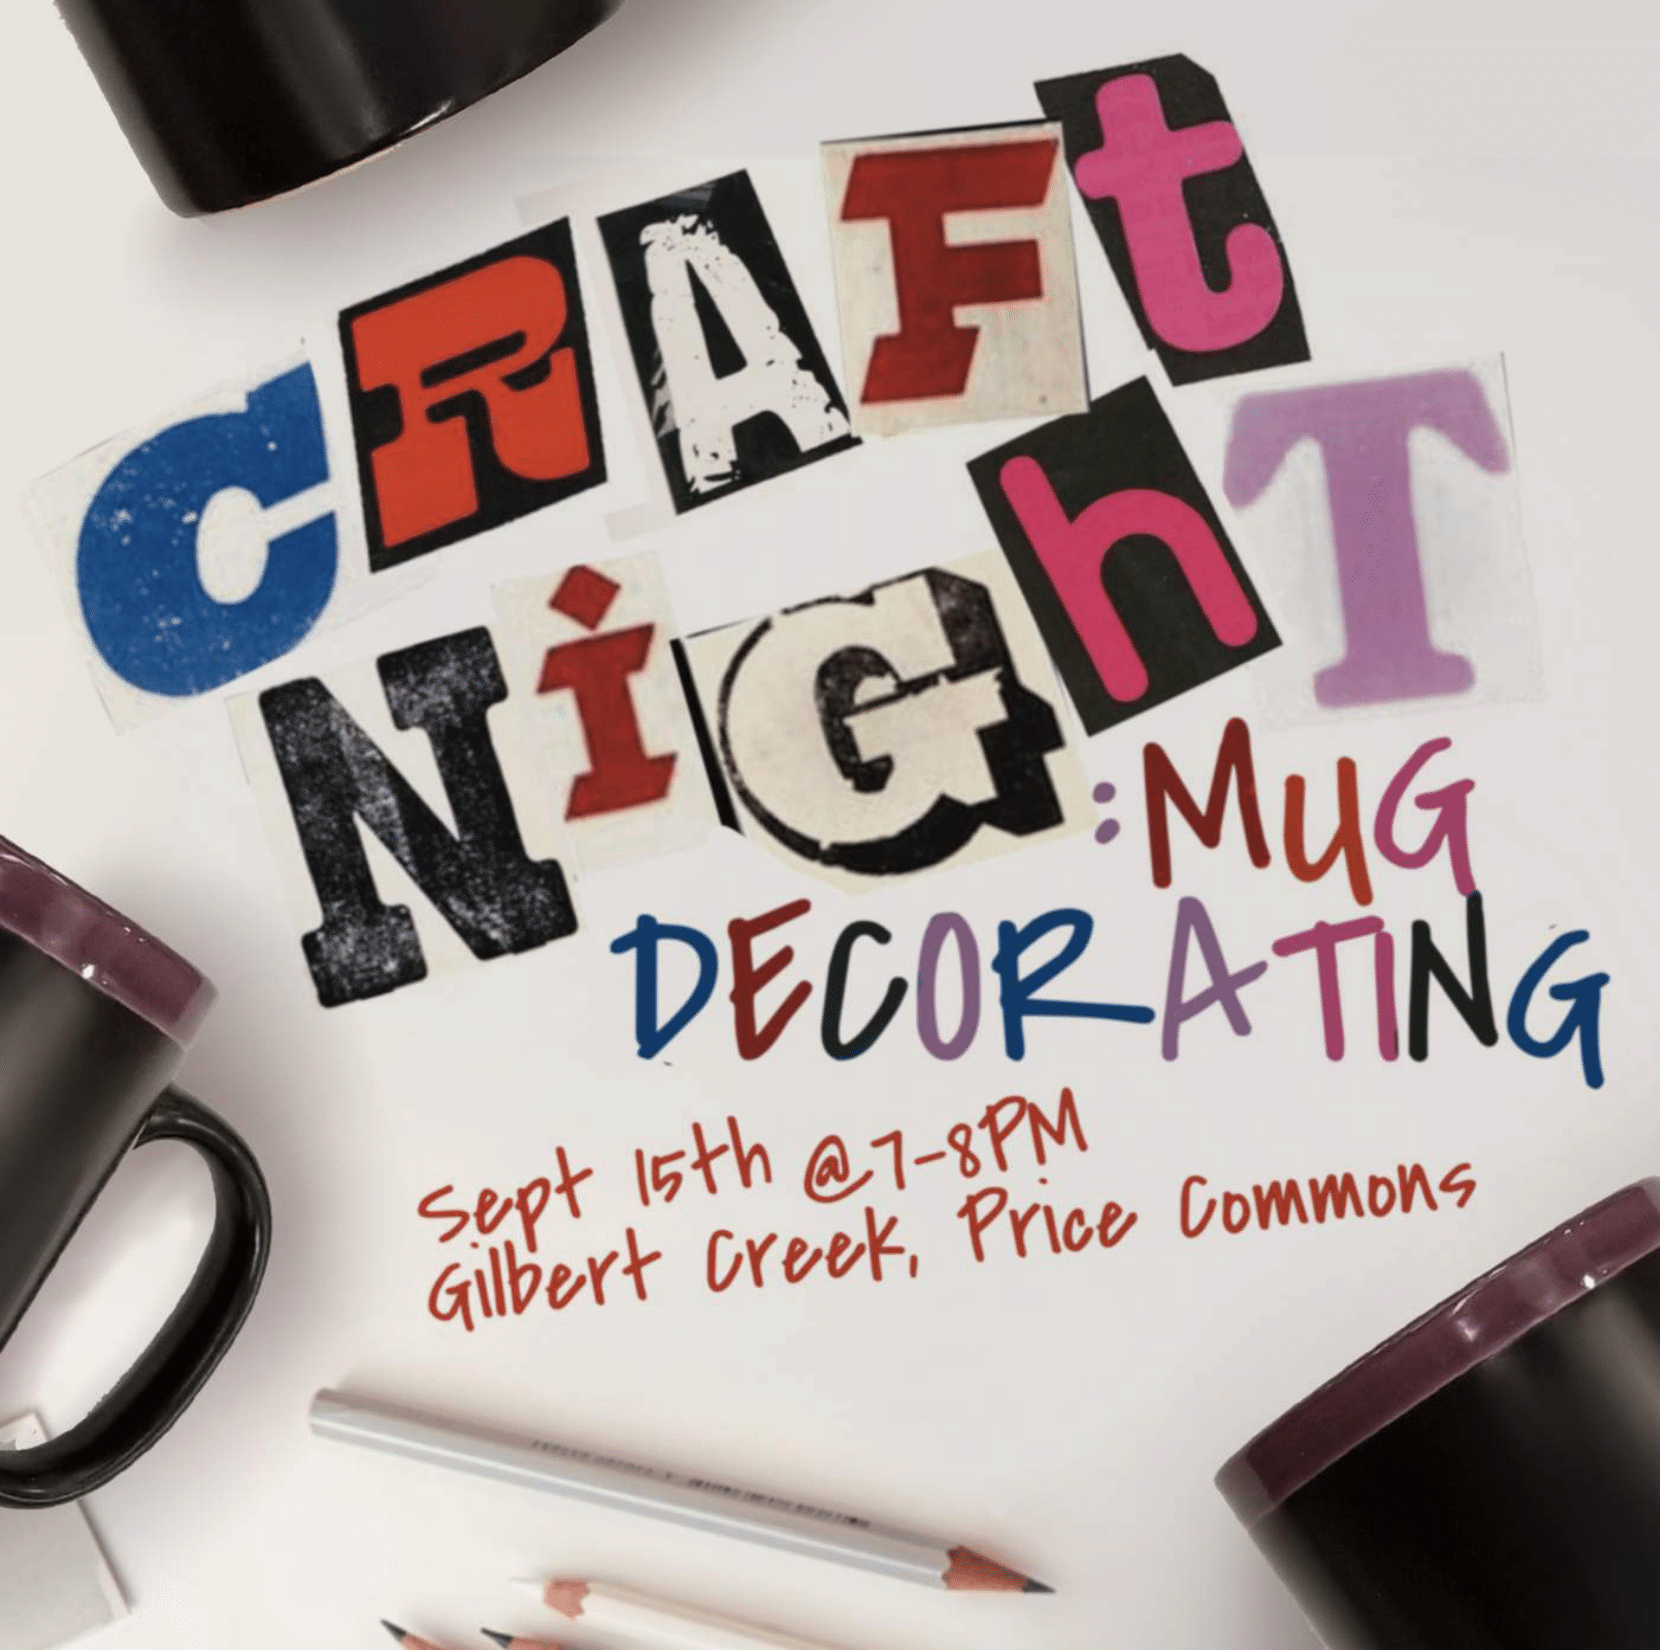 CRAFt
NiGhT
: MUG
DECORATING
Sept 15th @ 7-8PM
Gilbert Creek, Price Commons